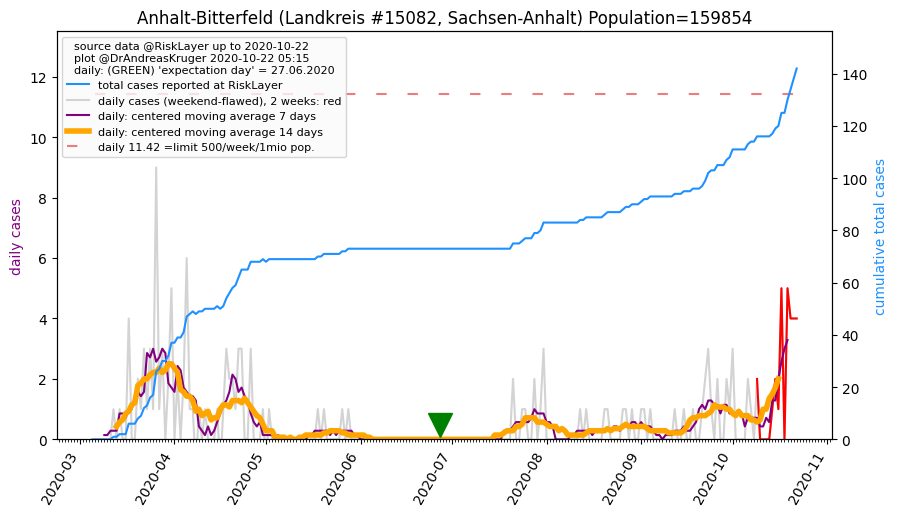 Anhalt-Bitterfeld (Landkreis #15082, Sachsen-Anhalt) Population=159854
source data @RiskLayer up to 2020-10-22
plot @DrAndreasKruger 2020-10-22 05:15
daily: (GREEN) 'expectation day' = 27.06.2020
total cases reported at RiskLayer
daily cases (weekend-flawed), 2 weeks: red
daily: centered moving average 7 days
daily: centered moving average 14 days
daily 11.42 =limit 500/week/1mio pop.
daily cases
12
10
8
6
4
2
0
cumulative total cases
140
120
100
80
60
40
20
0
2020-03
2020-04
2020-05
2020-06
2020-07
2020-08
2020-09
2020-10
2020-11